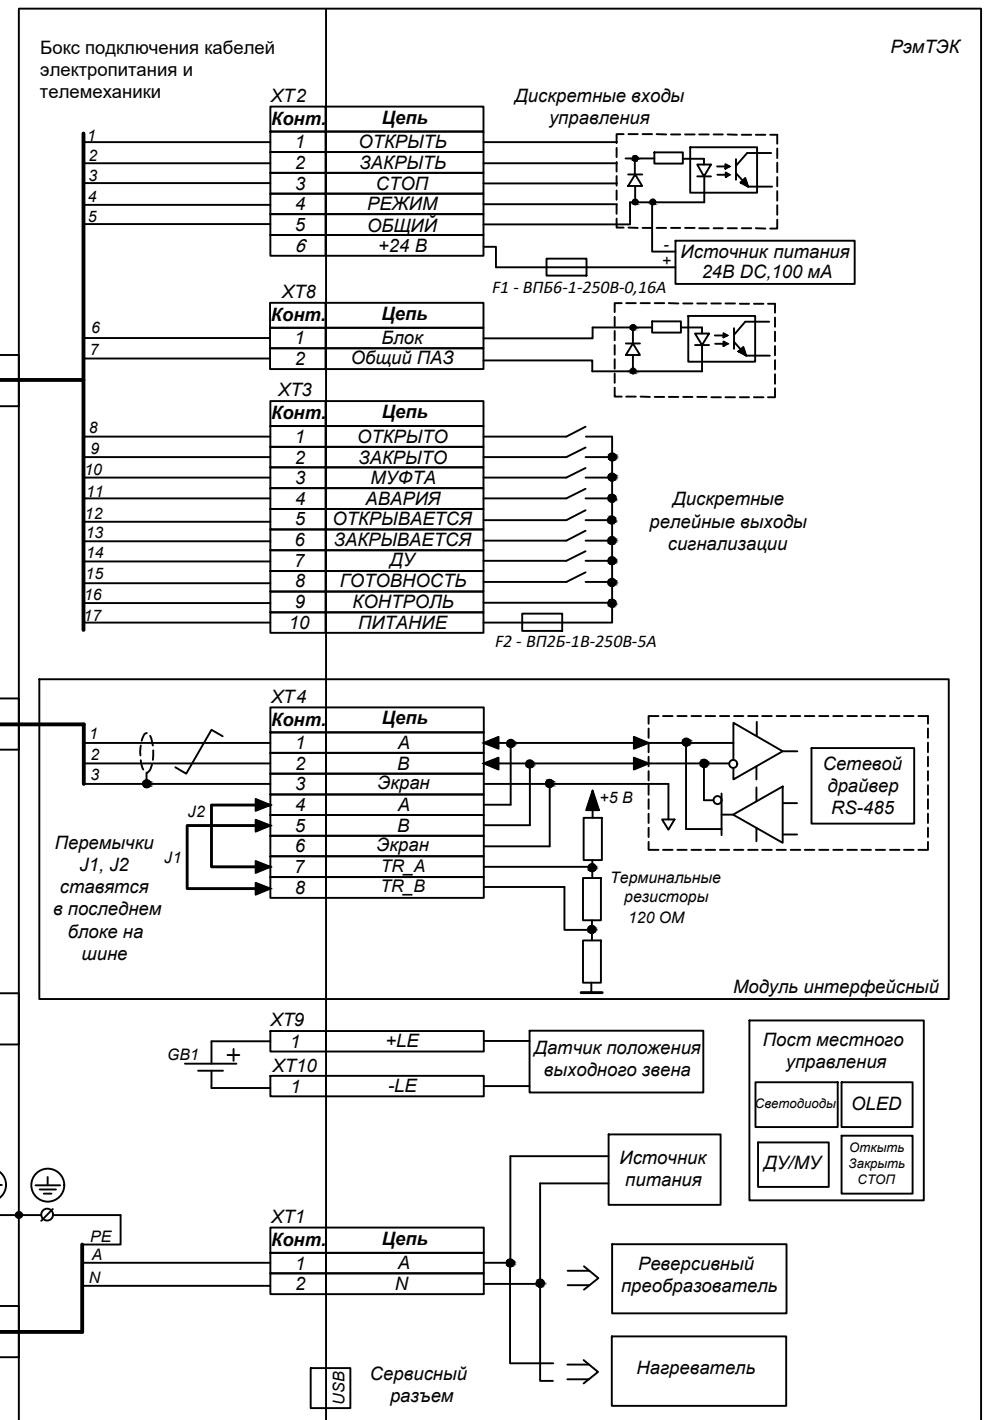 Бокс подключения кабелей
электропитания и
телемеханики
РэмТЭК
XT2
Конт. Цепь
1 ОТКРЫТЬ
2 ЗАКРЫТЬ
3 СТОП
4 РЕЖИМ
5 ОБЩИЙ
6 +24 В
1
2
3
4
5
Дискретные входы
управления
-
+
Источник питания
24В DC,100 мА
F1 - ВПБ6-1-250В-0,16А
XT8
Конт. Цепь
1 Блок
2 Общий ПАЗ
6
7
XT3
Конт. Цепь
1 ОТКРЫТО
2 ЗАКРЫТО
3 МУФТА
4 АВАРИЯ
5 ОТКРЫВАЕТСЯ
6 ЗАКРЫВАЕТСЯ
7 ДУ
8 ГОТОВНОСТЬ
9 КОНТРОЛЬ
10 ПИТАНИЕ
8
9
10
11
12
13
14
15
16
17
Дискретные
релейные выходы
сигнализации
F2 - ВП2Б-1В-250В-5А
XT4
Конт. Цепь
1 A
2 B
3 Экран
4 A
5 B
6 Экран
7 TR_A
8 TR_B
1
2
3
J2
J1
Перемычки
J1, J2
ставятся
в последнем
блоке на
шине
+5 В
Сетевой
драйвер
RS-485
Терминальные
резисторы
120 ОМ
Модуль интерфейсный
XT9
1 +LE
GB1 +
XT10
1 -LE
Датчик положения
выходного звена
Пост местного
управления
Светодиоды
OLED
ДУ/МУ
Откыть
Закрыть
СТОП
Источник
питания
XT1
Конт. Цепь
1 A
2 N
PE
A
N
Реверсивный
преобразователь
Нагреватель
USB
Сервисный
разъем